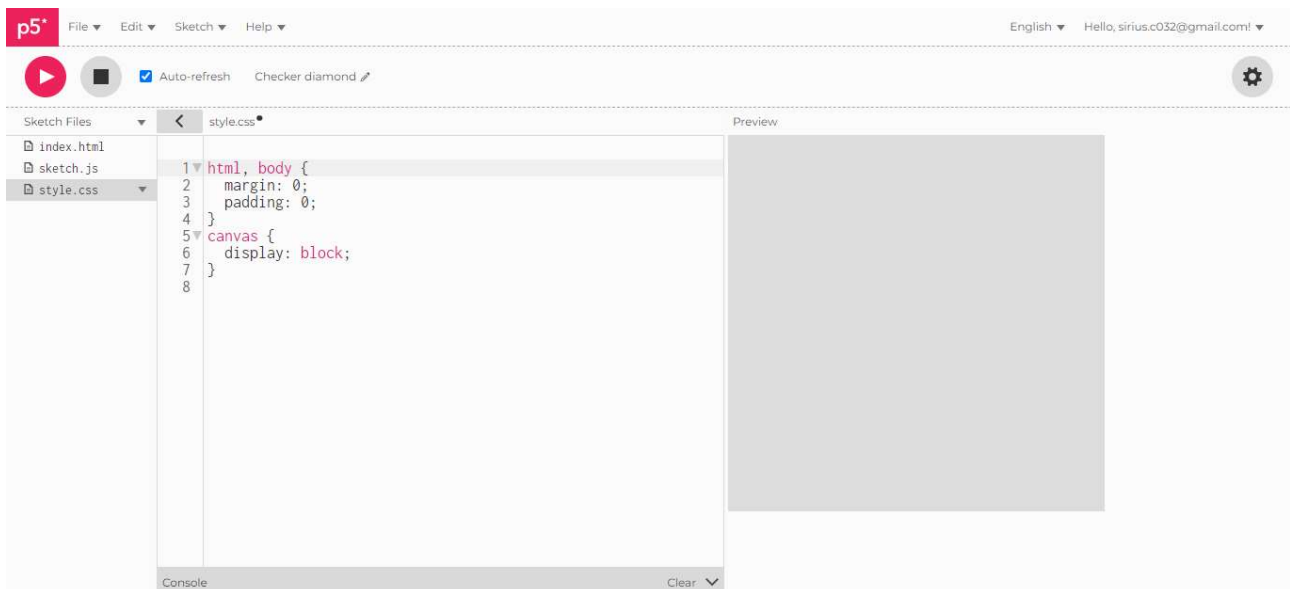 p5* File Edit Sketch Help English Hello, sirius.c032@gmail.com!
Auto-refresh Checker diamond
Sketch Files style.css Preview
index.html
sketch.js
style.css
1 html, body {
2 margin: 0;
3 padding: 0;
4 }
5 canvas {
6 display: block;
7 }
8
Console Clear